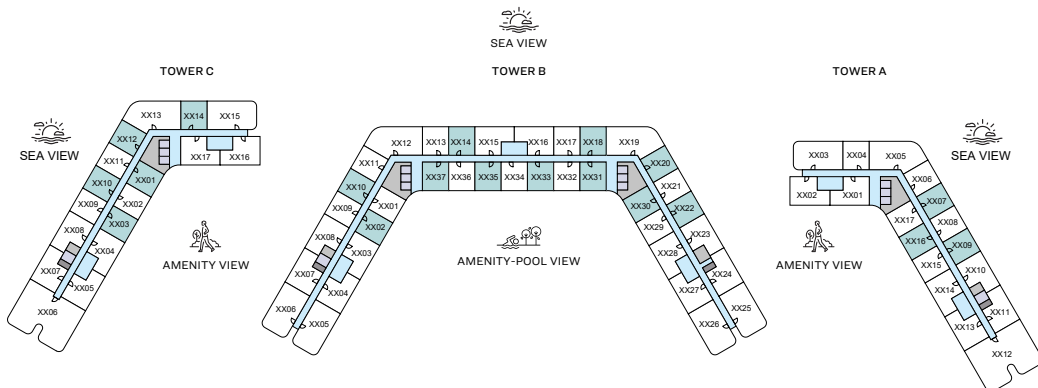 SEA VIEW
TOWER C
TOWER B
TOWER A
SEA VIEW
SEA VIEW
XX13
XX14
XX15
XX12
XX11
XX10
XX09
XX08
XX07
XX06
XX17
XX16
XX01
XX02
XX03
XX04
XX05
AMENITY VIEW
XX12
XX13
XX14
XX15
XX16
XX17
XX18
XX19
XX11
XX10
XX09
XX08
XX07
XX06
XX37
XX36
XX35
XX34
XX33
XX32
XX31
XX01
XX02
XX03
XX04
XX05
XX20
XX21
XX22
XX23
XX24
XX25
XX30
XX29
XX28
XX27
XX26
AMENITY-POOL VIEW
XX03
XX04
XX05
XX02
XX01
XX06
XX07
XX08
XX09
XX10
XX11
XX12
XX17
XX16
XX15
XX14
XX13
AMENITY VIEW